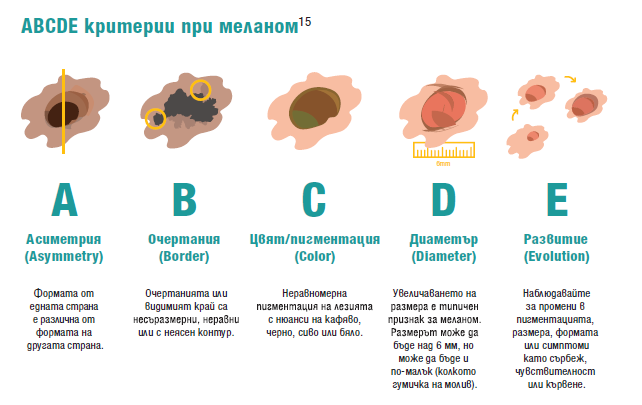 ABCDE критерии при меланом15
6mm
A
B
C
D
E
Асиметрия
(Asymmetry)
Очертания
(Border)
Цвят/пигментация
(Color)
Диаметър
(Diameter)
Развитие
(Evolution)
Формата от
едната страна
е различна от
формата на
другата страна.
Очертанията или
видимият край са
несъразмерни, неравни
или с неясен контур.
Неравномерна
пигментация на лезията
с нюанси на кафяво,
черно, сиво или бяло.
Увеличаването на
размера е типичен
признак за меланом.
Размерът може да
бъде над 6 мм, но
може да бъде и
по-малък (колкото
гумичка на молив).
Наблюдавайте
за промени в
пигментацията,
размера, формата
или симптоми
като сърбеж,
чувствителност
или кървене.